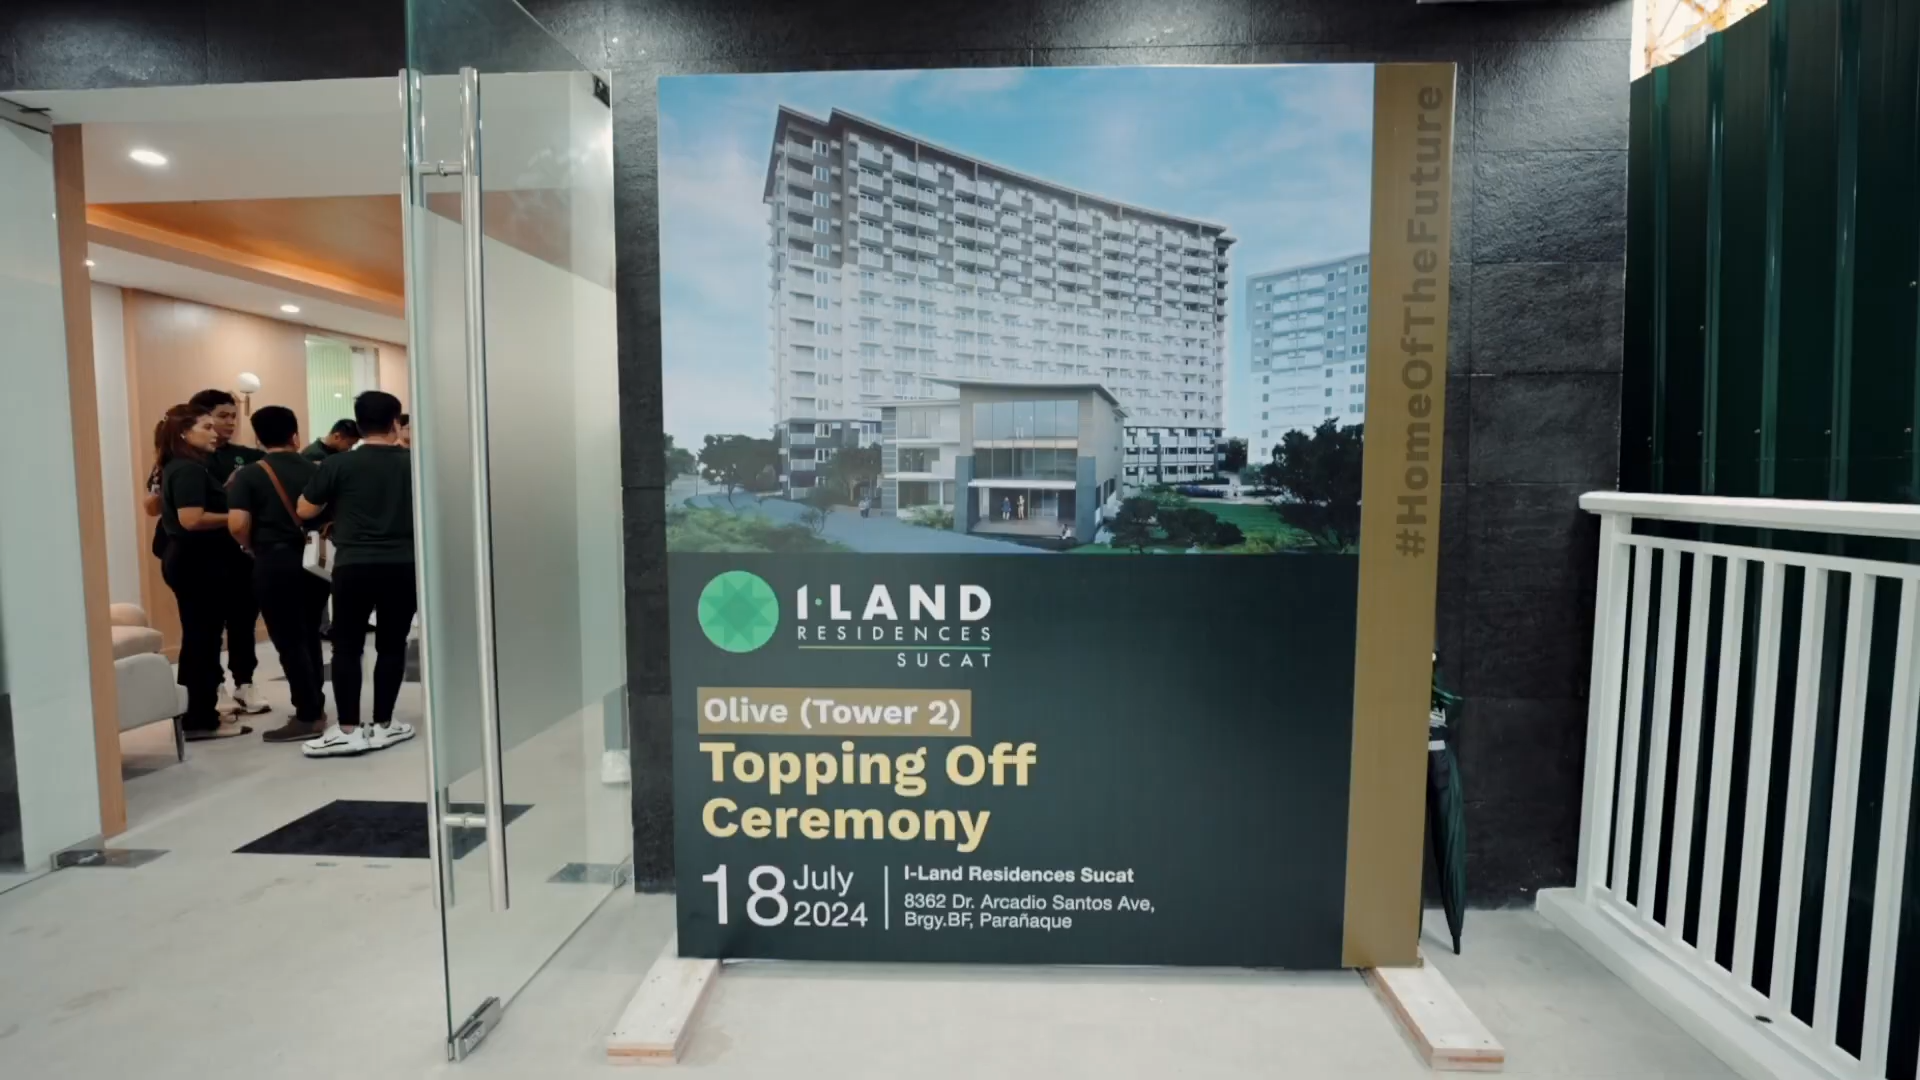 #HomeOfTheFuture
I·LAND
RESIDENCES
SUCAT
Olive (Tower 2)
Topping Off
Ceremony
18 July
2024
I-Land Residences Sucat
8362 Dr. Arcadio Santos Ave,
Brgy.BF, Parañaque